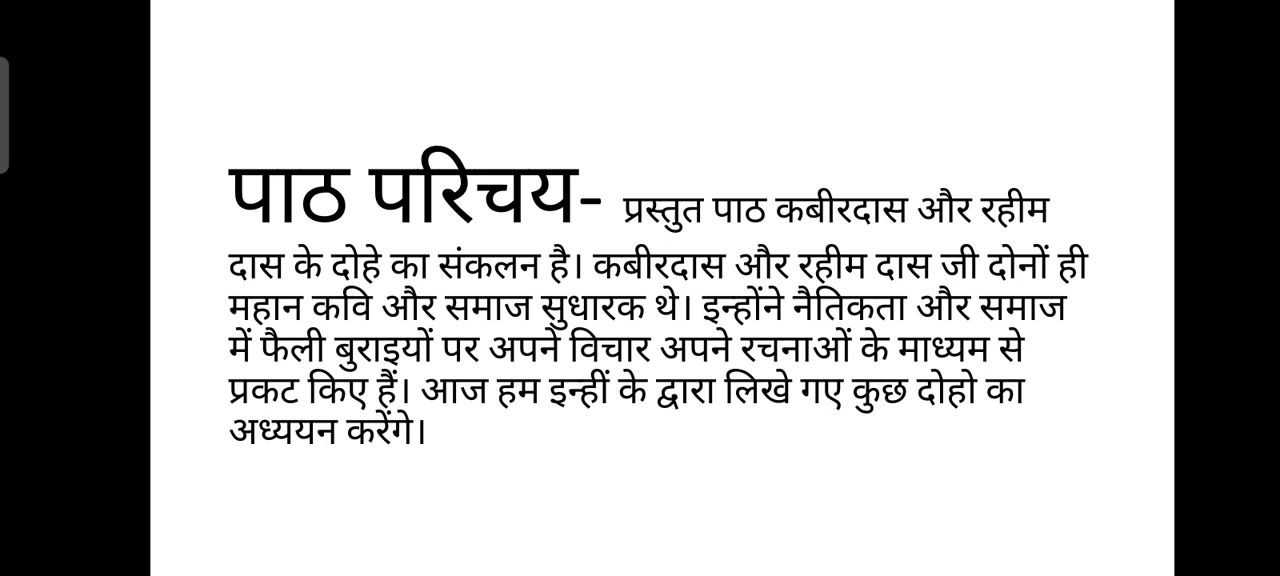 पाठ परिचय- प्रस्तुत पाठ कबीरदास और रहीम
दास के दोहे का संकलन है। कबीरदास और रहीम दास जी दोनों ही
महान कवि और समाज सुधारक थे। इन्होंने नैतिकता और समाज
में फैली बुराइयों पर अपने विचार अपने रचनाओं के माध्यम से
प्रकट किए हैं। आज हम इन्हीं के द्वारा लिखे गए कुछ दोहो का
अध्ययन करेंगे।